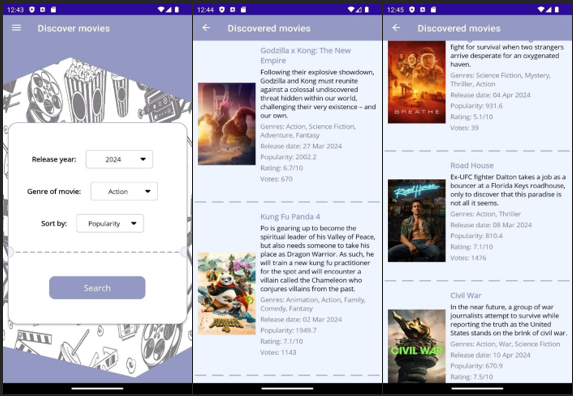 12:43
Discover movies
Release year:
2024
Genre of movie:
Action
Sort by:
Popularity
Search
12:44
Discovered movies
Godzilla x Kong: The New
Empire
Following their explosive showdown,
Godzilla and Kong must reunite
against a colossal undiscovered
threat hidden within our world,
challenging their very existence – and
our own.
Genres: Action, Science Fiction,
Adventure, Fantasy
Release date: 27 Mar 2024
Popularity: 2002.2
Rating: 6.7/10
Votes: 670
Kung Fu Panda 4
Po is gearing up to become the
spiritual leader of his Valley of Peace,
but also needs someone to take his
place as Dragon Warrior. As such, he
will train a new kung fu practitioner
for the spot and will encounter a
villain called the Chameleon who
conjures villains from the past.
Genres: Animation, Action, Family,
Comedy, Fantasy
Release date: 02 Mar 2024
Popularity: 1949.7
Rating: 7.1/10
Votes: 1143
12:45
Discovered movies
fight for survival when two strangers
arrive desperate for an oxygenated
haven.
Genres: Science Fiction, Mystery,
Thriller, Action
Release date: 04 Apr 2024
Popularity: 931.6
Rating: 5.1/10
Votes: 39
BREATHE
Road House
Ex-UFC fighter Dalton takes a job as a
bouncer at a Florida Keys roadhouse,
only to discover that this paradise is
not all it seems.
Genres: Action, Thriller
Release date: 08 Mar 2024
Popularity: 810.4
Rating: 7.1/10
Votes: 1476
Road House
Civil War
In the near future, a group of war
journalists attempt to survive while
reporting the truth as the United
States stands on the brink of civil war.
Genres: Action, War, Science Fiction
Release date: 10 Apr 2024
Popularity: 670.9
Rating: 7.5/10
CIVIL WAR